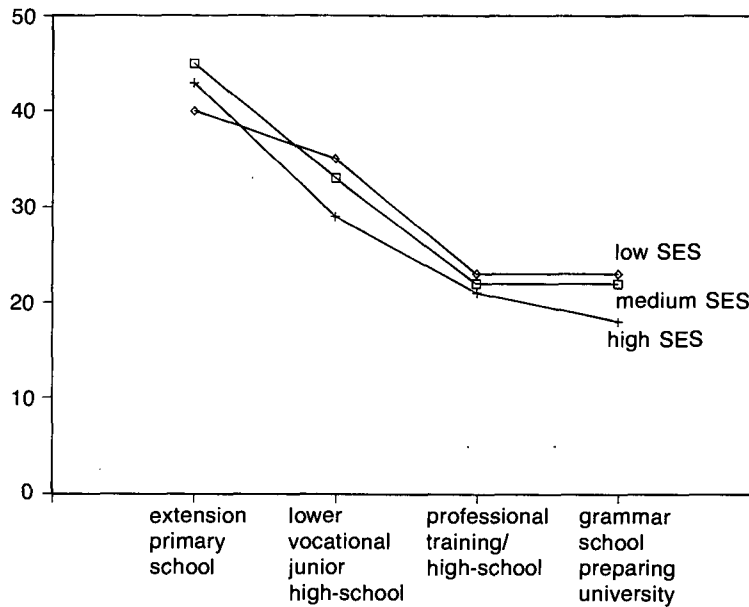 50
40
30
20
10
0
low SES
medium SES
high SES
extension
primary
school
lower
vocational
junior
high-school
professional
training/
high-school
grammar
school
preparing
university